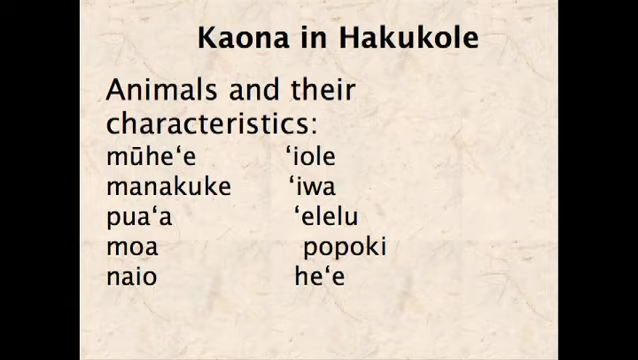 Kaona in Hakukole
Animals and their
characteristics:
mūheʻe ʻiole
manakuke ʻiwa
puaʻa ʻelelu
moa popoki
naio heʻe